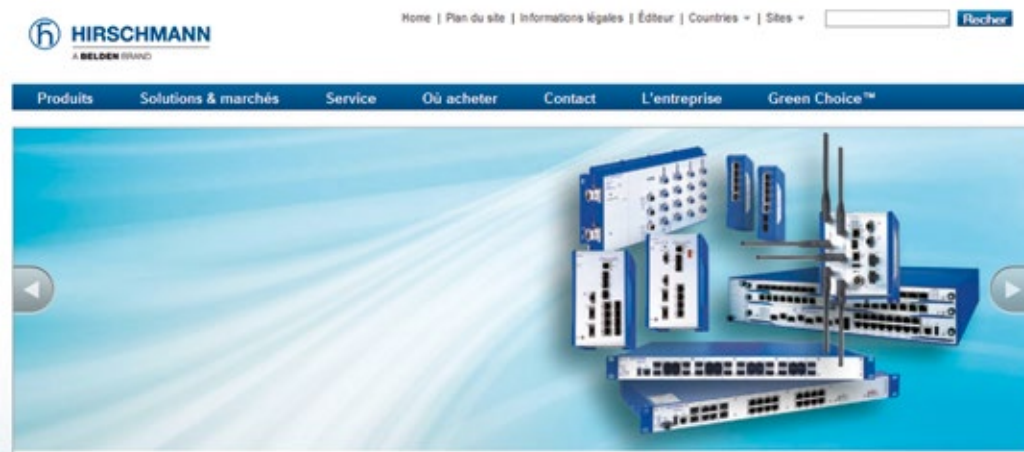 Home | Plan du site | Informations légales | Éditeur | Countries | Sites
Recher
HIRSCHMANN
A BELDEN BRAND
Produits Solutions & marchés Service Où acheter Contact L'entreprise Green Choice™